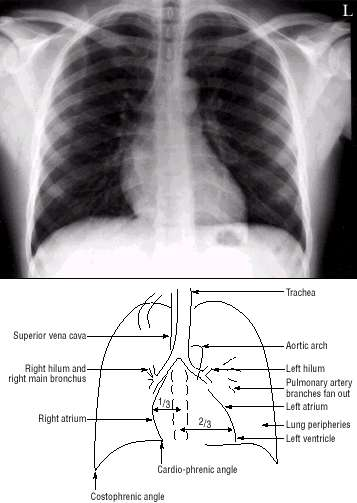 L
Trachea
Superior vena cava
Aortic arch
Right hilum and
right main bronchus
Left hilum
Pulmonary artery
branches fan out
1/3
Left atrium
Right atrium
2/3
Lung peripheries
Left ventricle
Cardio-phrenic angle
Costophrenic angle